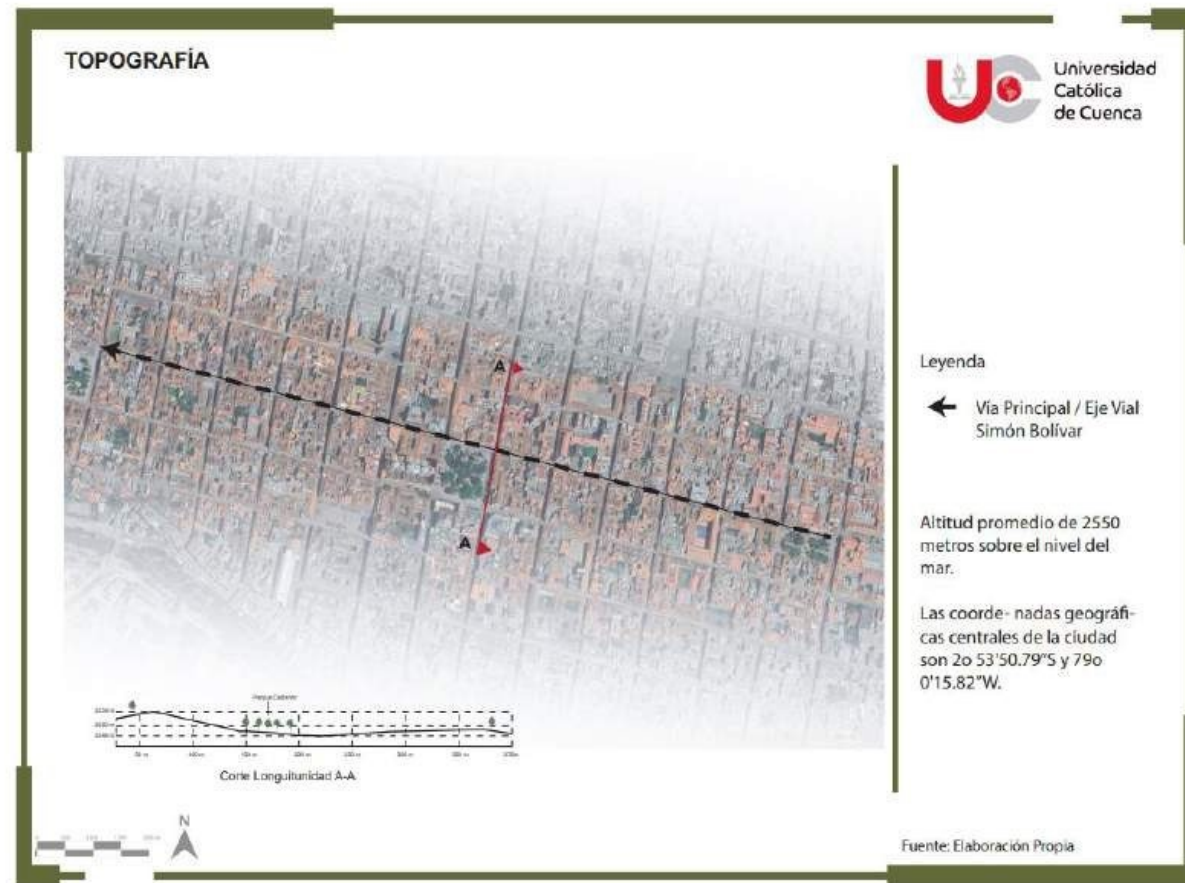 TOPOGRAFÍA
Universidad
Católica
de Cuenca
A
A
Leyenda
Vía Principal / Eje Vial
Simón Bolívar
Altitud promedio de 2550
metros sobre el nivel del
mar.
Las coorde- nadas geográfi-
cas centrales de la ciudad
son 2o 53'50.79"S y 79o
0'15.82"W.
Corte Longuitunidad A-A
N
Fuente: Elaboración Propia